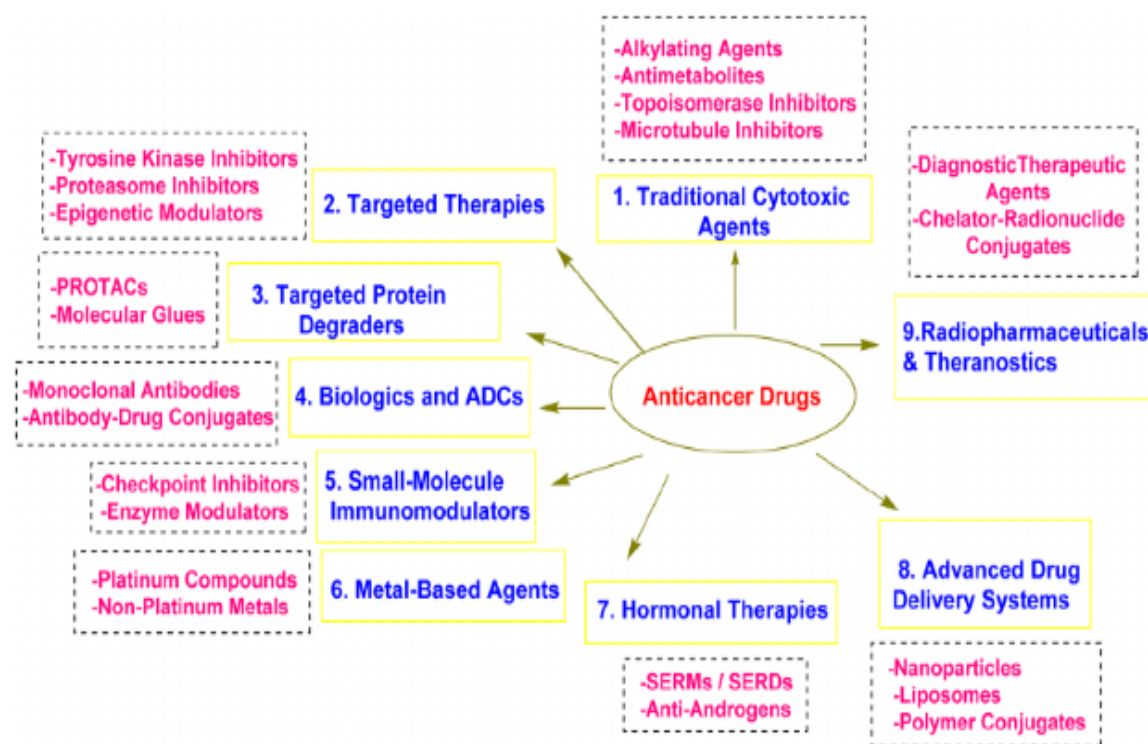 -Alkylating Agents
-Antimetabolites
-Topoisomerase Inhibitors
-Microtubule Inhibitors
1. Traditional Cytotoxic
Agents
-Tyrosine Kinase Inhibitors
-Proteasome Inhibitors
-Epigenetic Modulators
2. Targeted Therapies
-PROTACs
-Molecular Glues
3. Targeted Protein
Degraders
-Monoclonal Antibodies
-Antibody-Drug Conjugates
4. Biologics and ADCs
-Checkpoint Inhibitors
-Enzyme Modulators
5. Small-Molecule
Immunomodulators
-Platinum Compounds
-Non-Platinum Metals
6. Metal-Based Agents
Anticancer Drugs
7. Hormonal Therapies
-SERMs / SERDs
-Anti-Androgens
8. Advanced Drug
Delivery Systems
-Nanoparticles
-Liposomes
-Polymer Conjugates
-DiagnosticTherapeutic
Agents
-Chelator-Radionuclide
Conjugates
9.Radiopharmaceuticals
& Theranostics